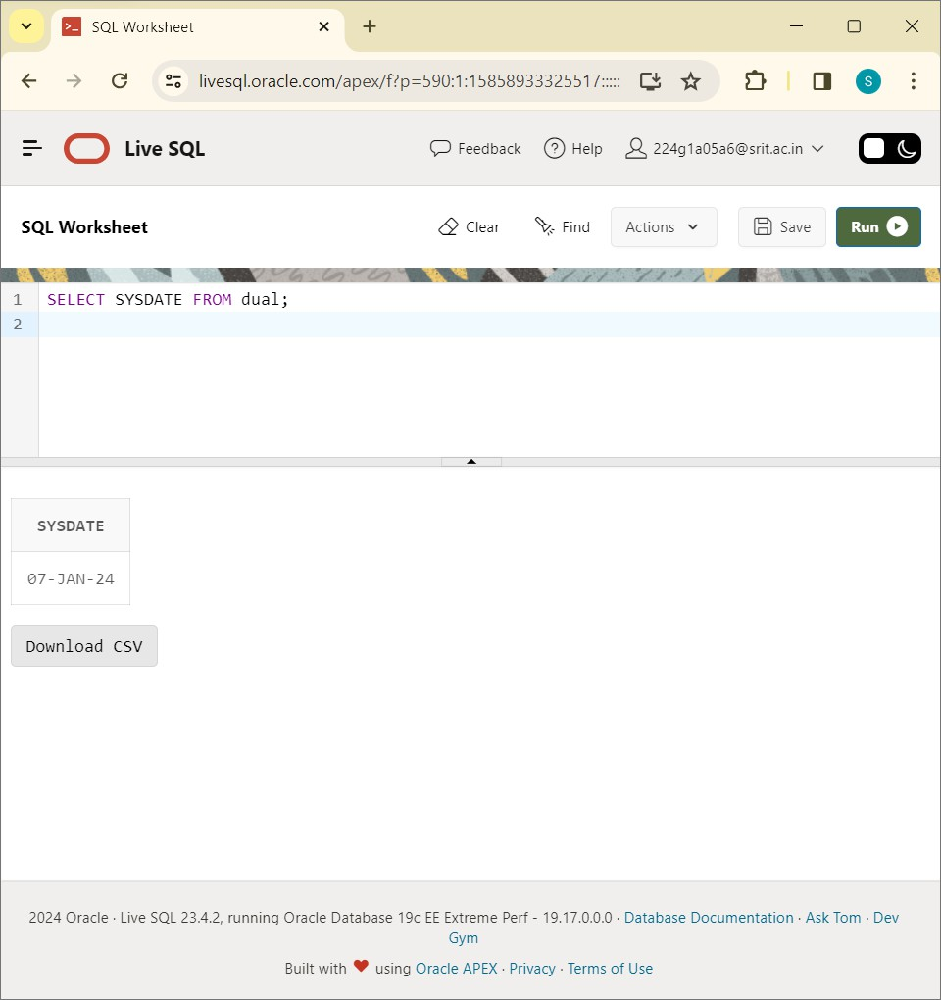 SQL Worksheet
livesql.oracle.com/apex/f?p=590:1:15858933325517:::::
S
Live SQL
Feedback
Help
224g1a05a6@srit.ac.in
SQL Worksheet
Clear
Find
Actions
Save
Run
1 SELECT SYSDATE FROM dual;
2
SYSDATE
07-JAN-24
Download CSV
2024 Oracle · Live SQL 23.4.2, running Oracle Database 19c EE Extreme Perf - 19.17.0.0.0 · Database Documentation · Ask Tom · Dev
Gym
Built with ❤ using Oracle APEX · Privacy · Terms of Use